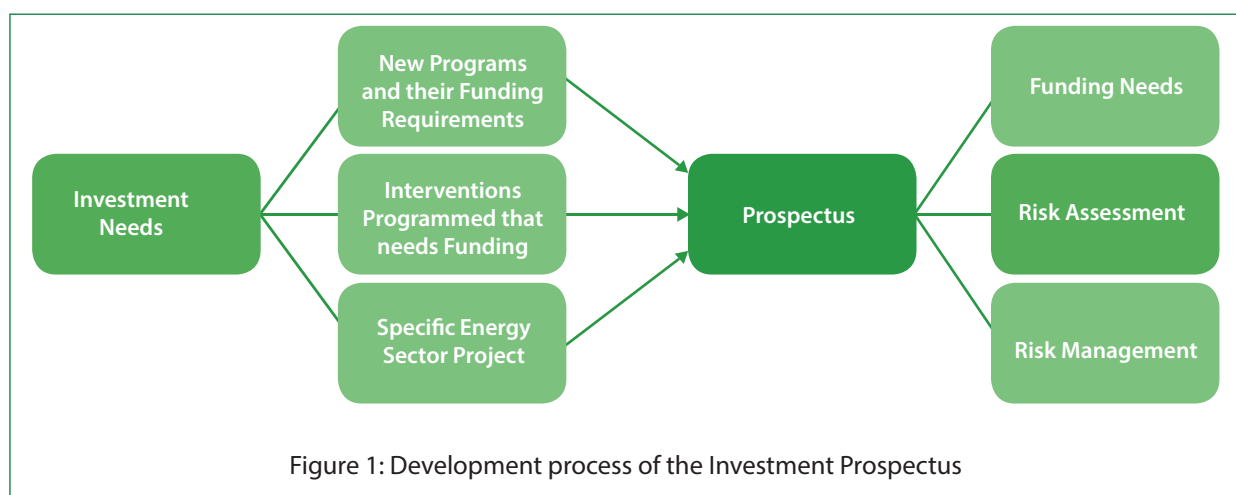 Investment
Needs
New Programs
and their Funding
Requirements
Interventions
Programmed that
needs Funding
Specific Energy
Sector Project
Prospectus
Funding Needs
Risk Assessment
Risk Management
Figure 1: Development process of the Investment Prospectus